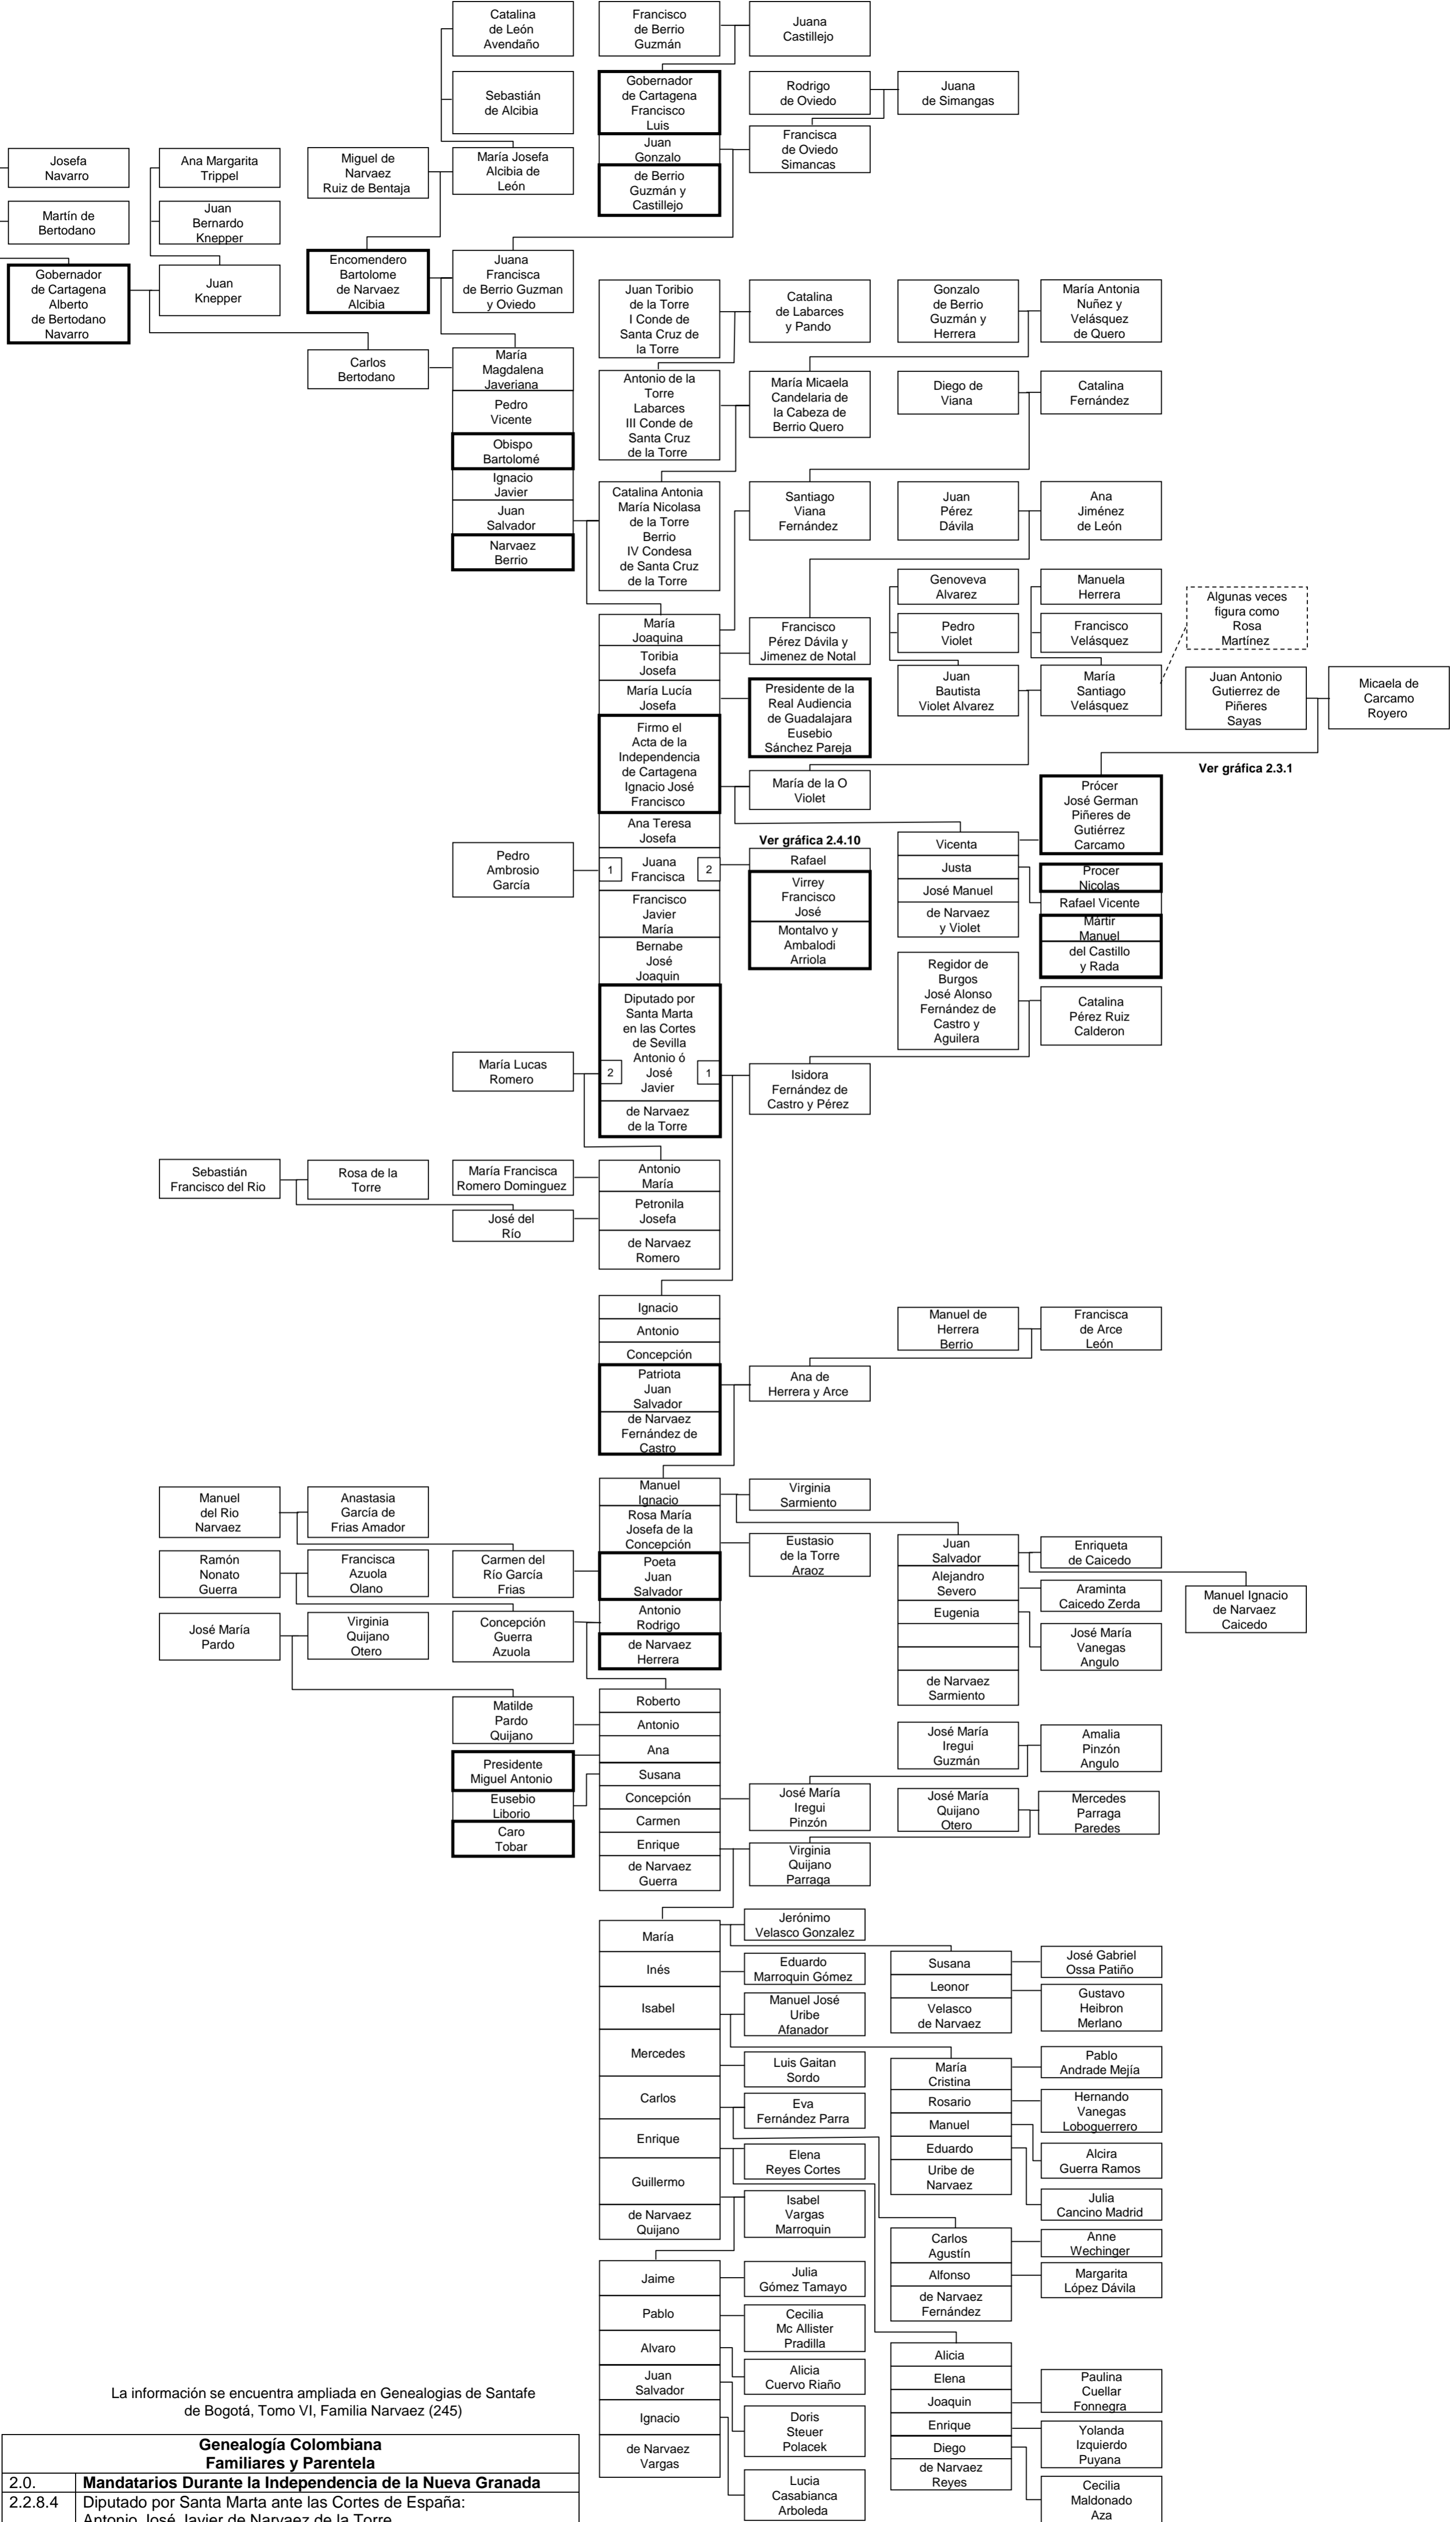 Catalina
de León
Avendaño
Francisco
de Berrio
Guzmán
Juana
Castillejo
Sebastián
de Alcibia
Gobernador
de Cartagena
Francisco
Luis
Juan
Gonzalo
de Berrio
Guzmán y
Castillejo
Rodrigo
de Oviedo
Juana
de Simangas
Francisca
de Oviedo
Simancas
Josefa
Navarro
Ana Margarita
Trippel
Miguel de
Narvaez
Ruiz de Bentaja
María Josefa
Alcibia de
León
Martín de
Bertodano
Juan
Bernardo
Knepper
Gobernador
de Cartagena
Alberto
de Bertodano
Navarro
Juan
Knepper
Encomendero
Bartolome
de Narvaez
Alcibia
Juana
Francisca
de Berrio Guzman
y Oviedo
Juan Toribio
de la Torre
I Conde de
Santa Cruz de
la Torre
Catalina
de Labarces
y Pando
Gonzalo
de Berrio
Guzmán y
Herrera
María Antonia
Nuñez y
Velásquez
de Quero
Carlos
Bertodano
María
Magdalena
Javeriana
Pedro
Vicente
Obispo
Bartolomé
Ignacio
Javier
Juan
Salvador
Narvaez
Berrio
Antonio de la
Torre
Labarces
III Conde de
Santa Cruz
de la Torre
María Micaela
Candelaria de
la Cabeza de
Berrio Quero
Diego de
Viana
Catalina
Fernández
Catalina Antonia
María Nicolasa
de la Torre
Berrio
IV Condesa
de Santa Cruz
de la Torre
Santiago
Viana
Fernández
Juan
Pérez
Dávila
Ana
Jiménez
de León
Genoveva
Alvarez
Manuela
Herrera
Algunas veces
figura como
Rosa
Martínez
María
Joaquina
Toribia
Josefa
María Lucía
Josefa
Firmo el
Acta de la
Independencia
de Cartagena
Ignacio José
Francisco
Ana Teresa
Josefa
1
Juana
Francisca
2
Francisco
Javier
María
Bernabe
José
Joaquin
Diputado por
Santa Marta
en las Cortes
de Sevilla
Antonio ó
2
José
1
Javier
de Narvaez
de la Torre
Francisco
Pérez Dávila y
Jimenez de Notal
Pedro
Violet
Francisco
Velásquez
Presidente de la
Real Audiencia
de Guadalajara
Eusebio
Sánchez Pareja
Juan
Bautista
Violet Alvarez
María
Santiago
Velásquez
Juan Antonio
Gutierrez de
Piñeres
Sayas
Micaela de
Carcamo
Royero
María de la O
Violet
Ver gráfica 2.3.1
Prócer
José German
Piñeres de
Gutiérrez
Carcamo
Pedro
Ambrosio
García
Ver gráfica 2.4.10
Rafael
Virrey
Francisco
José
Montalvo y
Ambalodi
Arriola
Vicenta
Justa
José Manuel
de Narvaez
y Violet
Procer
Nicolas
Rafael Vicente
Mártir
Manuel
del Castillo
y Rada
Regidor de
Burgos
José Alonso
Fernández de
Castro y
Aguilera
Catalina
Pérez Ruiz
Calderon
María Lucas
Romero
Isidora
Fernández de
Castro y Pérez
Sebastián
Francisco del Rio
Rosa de la
Torre
María Francisca
Romero Dominguez
José del
Río
Antonio
María
Petronila
Josefa
de Narvaez
Romero
Ignacio
Antonio
Concepción
Patriota
Juan
Salvador
de Narvaez
Fernández de
Castro
Ana de
Herrera y Arce
Manuel de
Herrera
Berrio
Francisca
de Arce
León
Manuel
del Rio
Narvaez
Anastasia
García de
Frias Amador
Manuel
Ignacio
Rosa María
Josefa de la
Concepción
Poeta
Juan
Salvador
Antonio
Rodrigo
de Narvaez
Herrera
Virginia
Sarmiento
Eustasio
de la Torre
Araoz
Ramón
Nonato
Guerra
Francisca
Azuola
Olano
Carmen del
Río García
Frias
José María
Pardo
Virginia
Quijano
Otero
Concepción
Guerra
Azuola
Juan
Salvador
Alejandro
Severo
Eugenia
de Narvaez
Sarmiento
Enriqueta
de Caicedo
Araminta
Caicedo Zerda
José María
Vanegas
Angulo
Manuel Ignacio
de Narvaez
Caicedo
Matilde
Pardo
Quijano
Presidente
Miguel Antonio
Eusebio
Liborio
Caro
Tobar
Roberto
Antonio
Ana
Susana
Concepción
Carmen
Enrique
de Narvaez
Guerra
José María
Iregui
Guzmán
Amalia
Pinzón
Angulo
José María
Iregui
Pinzón
José María
Quijano
Otero
Mercedes
Parraga
Paredes
Virginia
Quijano
Parraga
María
Inés
Isabel
Mercedes
Carlos
Enrique
Guillermo
de Narvaez
Quijano
Jerónimo
Velasco Gonzalez
Eduardo
Marroquin Gómez
Manuel José
Uribe
Afanador
Luis Gaitan
Sordo
Eva
Fernández Parra
Elena
Reyes Cortes
Isabel
Vargas
Marroquin
Susana
Leonor
Velasco
de Narvaez
José Gabriel
Ossa Patiño
Gustavo
Heibron
Merlano
María
Cristina
Rosario
Manuel
Eduardo
Uribe de
Narvaez
Pablo
Andrade Mejía
Hernando
Vanegas
Loboguerrero
Alcira
Guerra Ramos
Julia
Cancino Madrid
Carlos
Agustín
Alfonso
de Narvaez
Fernández
Anne
Wechinger
Margarita
López Dávila
Jaime
Pablo
Alvaro
Juan
Salvador
Ignacio
de Narvaez
Vargas
Julia
Gómez Tamayo
Cecilia
Mc Allister
Pradilla
Alicia
Cuervo Riaño
Doris
Steuer
Polacek
Lucia
Casabianca
Arboleda
Alicia
Elena
Joaquin
Enrique
Diego
de Narvaez
Reyes
Paulina
Cuellar
Fonnegra
Yolanda
Izquierdo
Puyana
Cecilia
Maldonado
Aza
La información se encuentra ampliada en Genealogias de Santafe
de Bogotá, Tomo VI, Familia Narvaez (245)
Genealogía Colombiana
Familiares y Parentela
2.0. Mandatarios Durante la Independencia de la Nueva Granada
2.2.8.4 Diputado por Santa Marta ante las Cortes de España:
Antonio José Javier de Narvaez de la Torre